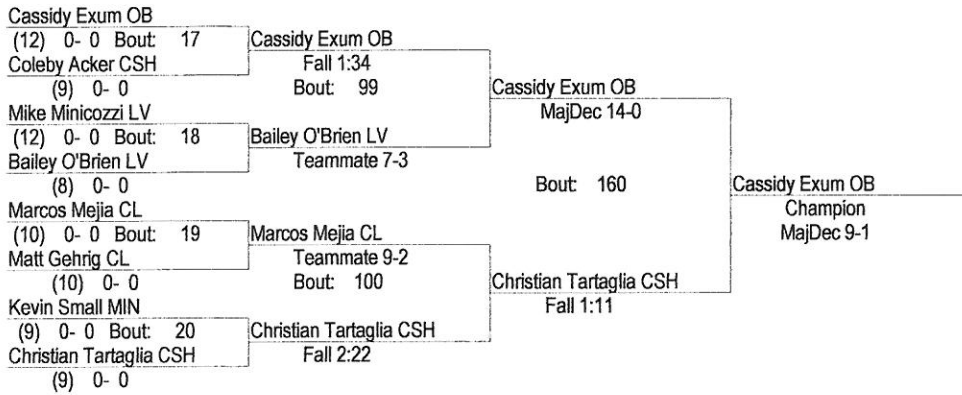 Cassidy Exum OB
(12) 0- 0 Bout: 17
Coleby Acker CSH
(9) 0- 0
Mike Minicozzi LV
(12) 0- 0 Bout: 18
Bailey O'Brien LV
(8) 0- 0
Marcos Mejia CL
(10) 0- 0 Bout: 19
Matt Gehrig CL
(10) 0- 0
Kevin Small MIN
(9) 0- 0 Bout: 20
Christian Tartaglia CSH
(9) 0- 0
Cassidy Exum OB
Fall 1:34
Bout: 99
Bailey O'Brien LV
Teammate 7-3
Marcos Mejia CL
Teammate 9-2
Bout: 100
Christian Tartaglia CSH
Fall 2:22
Cassidy Exum OB
MajDec 14-0
Bout: 160
Christian Tartaglia CSH
Fall 1:11
Cassidy Exum OB
Champion
MajDec 9-1